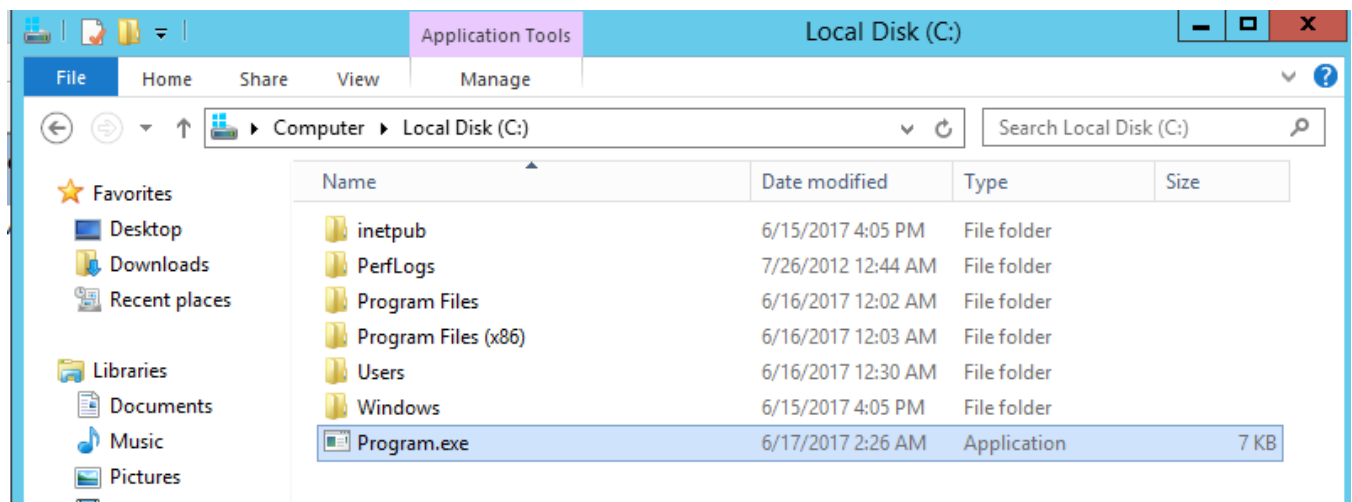 Application Tools Local Disk (C:)
File Home Share View Manage
Computer Local Disk (C:) Search Local Disk (C:)
Favorites
Desktop
Downloads
Recent places
Libraries
Documents
Music
Pictures
Name Date modified Type Size
inetpub 6/15/2017 4:05 PM File folder
PerfLogs 7/26/2012 12:44 AM File folder
Program Files 6/16/2017 12:02 AM File folder
Program Files (x86) 6/16/2017 12:03 AM File folder
Users 6/16/2017 12:30 AM File folder
Windows 6/15/2017 4:05 PM File folder
Program.exe 6/17/2017 2:26 AM Application 7 KB